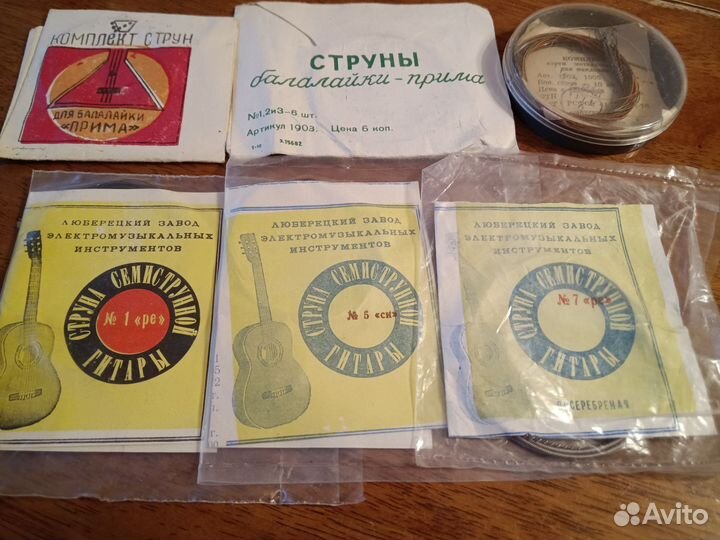 КОМПЛЕКТ СТРУН
ДЛЯ БАЛАЛАЙКИ
«ПРИМА»
СТРУНЫ
балалайки-прима
№1,2и3–6 шт.
Артикул 1903. Цена 6 коп.
ЛЮБЕРЕЦКИЙ ЗАВОД
ЭЛЕКТРОМУЗЫКАЛЬНЫХ
ИНСТРУМЕНТОВ
СТРУНА СЕМИСТРУННОЙ
ГИТАРЫ
№ 1 «ре»
ЛЮБЕРЕЦКИЙ ЗАВОД
ЭЛЕКТРОМУЗЫКАЛЬНЫХ
ИНСТРУМЕНТОВ
СТРУНА СЕМИСТРУННОЙ
ГИТАРЫ
№ 5 «си»
ЛЮБЕРЕЦКИЙ ЗАВОД
ЭЛЕКТРОМУЗЫКАЛЬНЫХ
ИНСТРУМЕНТОВ
СТРУНА СЕМИСТРУННОЙ
ГИТАРЫ
№ 7 «ре»
ПОСЕРЕБРЕНАЯ
Avito